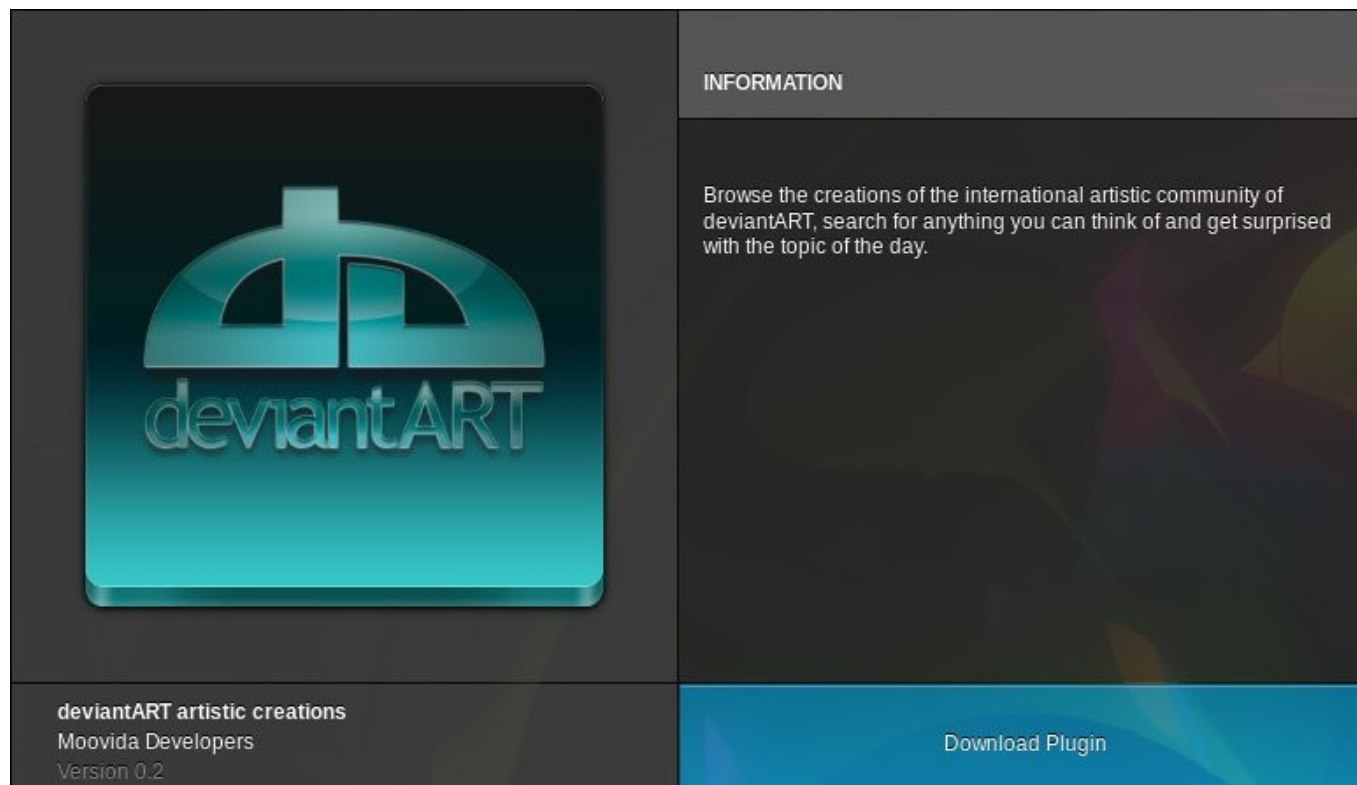 deviantART
deviantART artistic creations
Moovida Developers
Version 0.2
INFORMATION
Browse the creations of the international artistic community of
deviantART, search for anything you can think of and get surprised
with the topic of the day.
Download Plugin